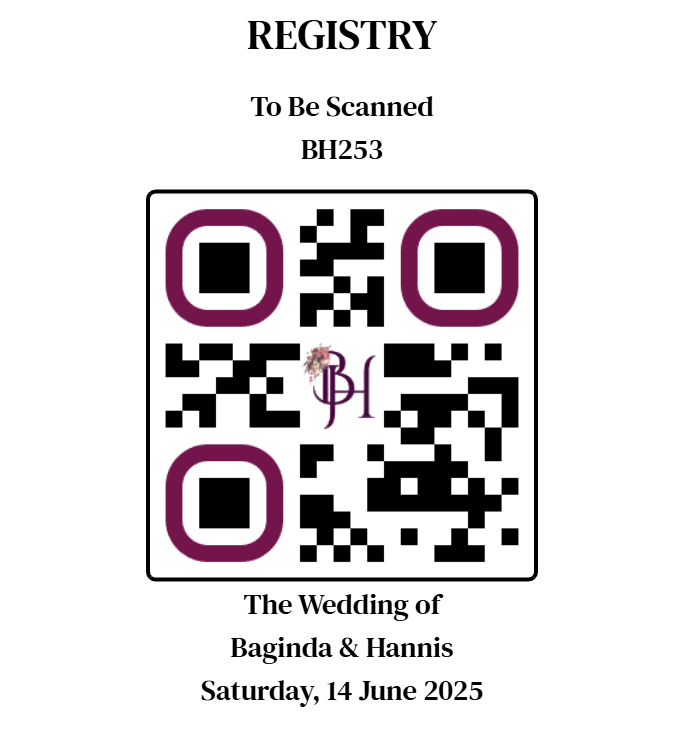 REGISTRY
To Be Scanned
BH253
BH
The Wedding of
Baginda & Hannis
Saturday, 14 June 2025